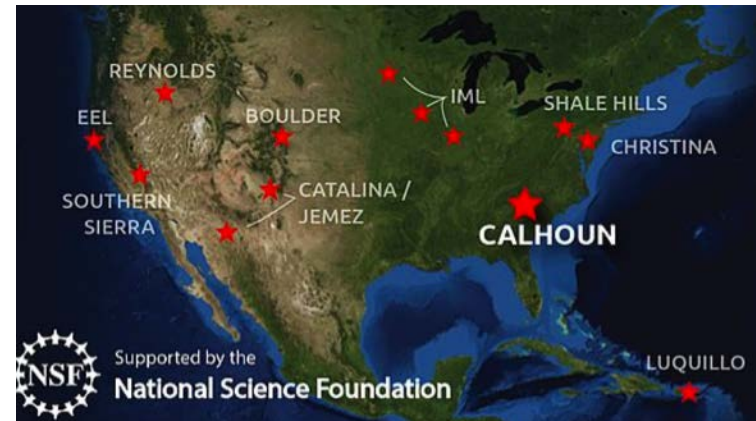 REYNOLDS
IML
EEL
BOULDER
SHALE HILLS
CHRISTINA
SOUTHERN
SIERRA
CATALINA /
JEMEZ
CALHOUN
LUQUILLO
NSF
Supported by the
National Science Foundation